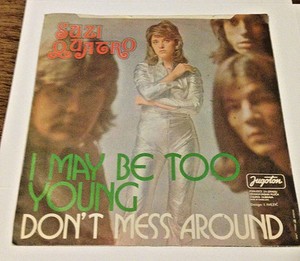 SUZI
QUATRO
I MAY BE TOO
YOUNG
DON'T MESS AROUND
Jugoton